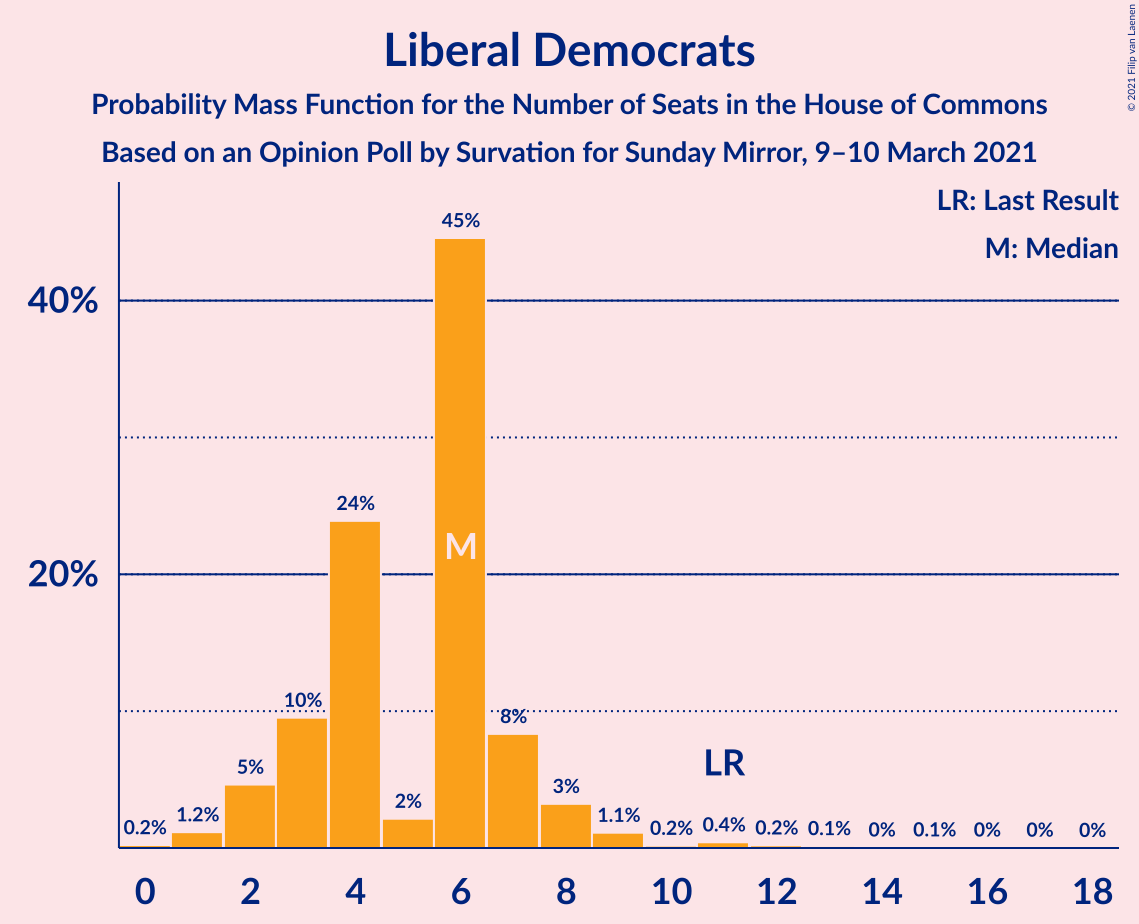 Liberal Democrats
Probability Mass Function for the Number of Seats in the House of Commons
Based on an Opinion Poll by Survation for Sunday Mirror, 9–10 March 2021
© 2021 Filip van Laenen
LR: Last Result
M: Median
45%
40%
24%
M
20%
10%
8%
LR
5%
3%
2%
0.2%
1.2%
1.1%
0.2%
0.4%
0.2%
0.1%
0%
0.1%
0%
0%
0%
0 2 4 6 8 10 12 14 16 18